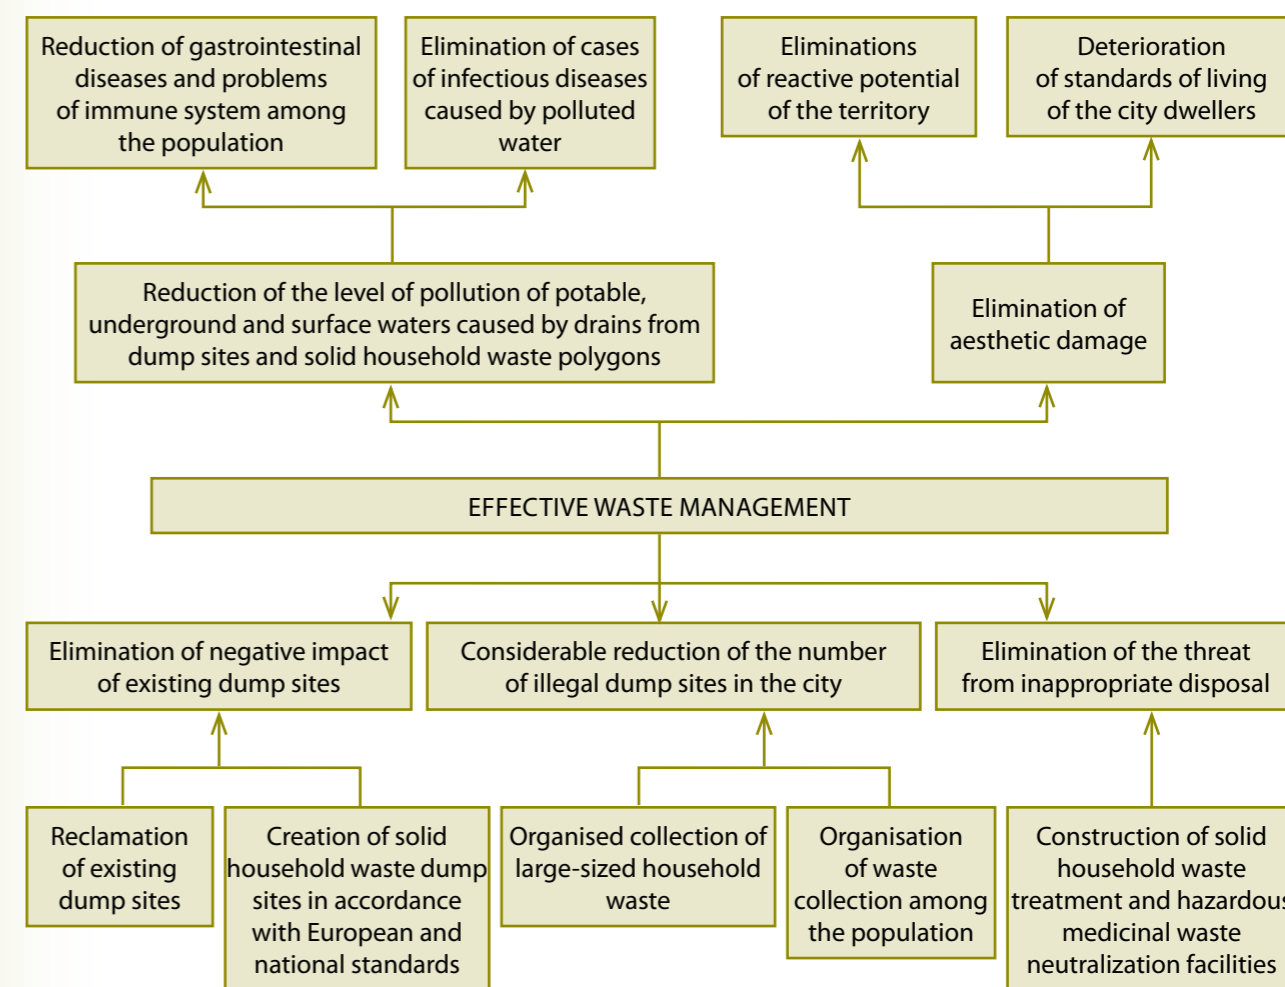 Reduction of gastrointestinal
diseases and problems
of immune system among
the population
Elimination of cases
of infectious diseases
caused by polluted
water
Eliminations
of reactive potential
of the territory
Deterioration
of standards of living
of the city dwellers
Reduction of the level of pollution of potable,
underground and surface waters caused by drains from
dump sites and solid household waste polygons
Elimination of
aesthetic damage
EFFECTIVE WASTE MANAGEMENT
Elimination of negative impact
of existing dump sites
Considerable reduction of the number
of illegal dump sites in the city
Elimination of the threat
from inappropriate disposal
Reclamation
of existing
dump sites
Creation of solid
household waste dump
sites in accordance
with European and
national standards
Organised collection of
large-sized household
waste
Organisation
of waste
collection among
the population
Construction of solid
household waste
treatment and hazardous
medicinal waste
neutralization facilities